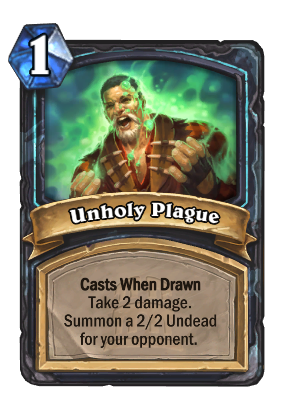 1
Unholy Plague
Casts When Drawn
Take 2 damage.
Summon a 2/2 Undead
for your opponent.